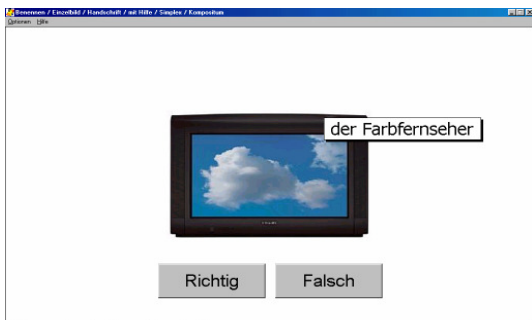 Benennen / Einzelbild / Handschrift / mit Hilfe / Simplex / Kompositum
Optionen Hilfe
der Farbfernseher
Richtig
Falsch